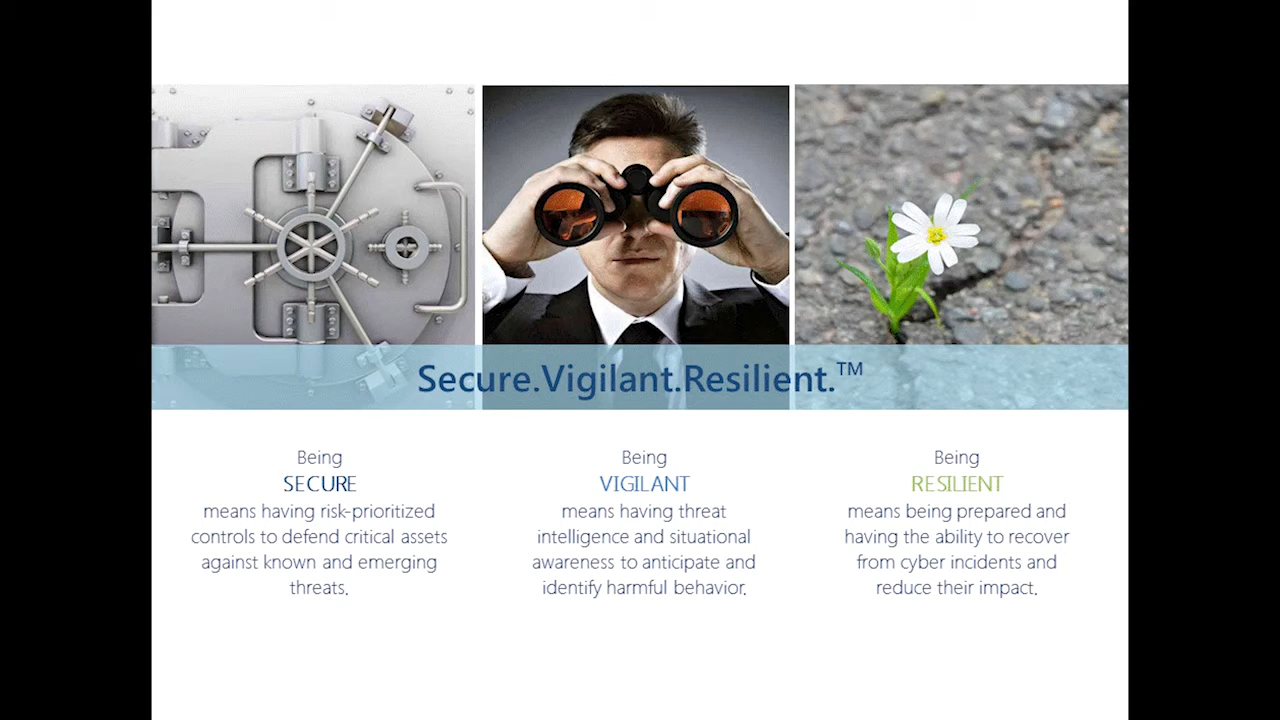 Secure.Vigilant.Resilient.™
Being
SECURE
means having risk-prioritized
controls to defend critical assets
against known and emerging
threats.
Being
VIGILANT
means having threat
intelligence and situational
awareness to anticipate and
identify harmful behavior.
Being
RESILIENT
means being prepared and
having the ability to recover
from cyber incidents and
reduce their impact.